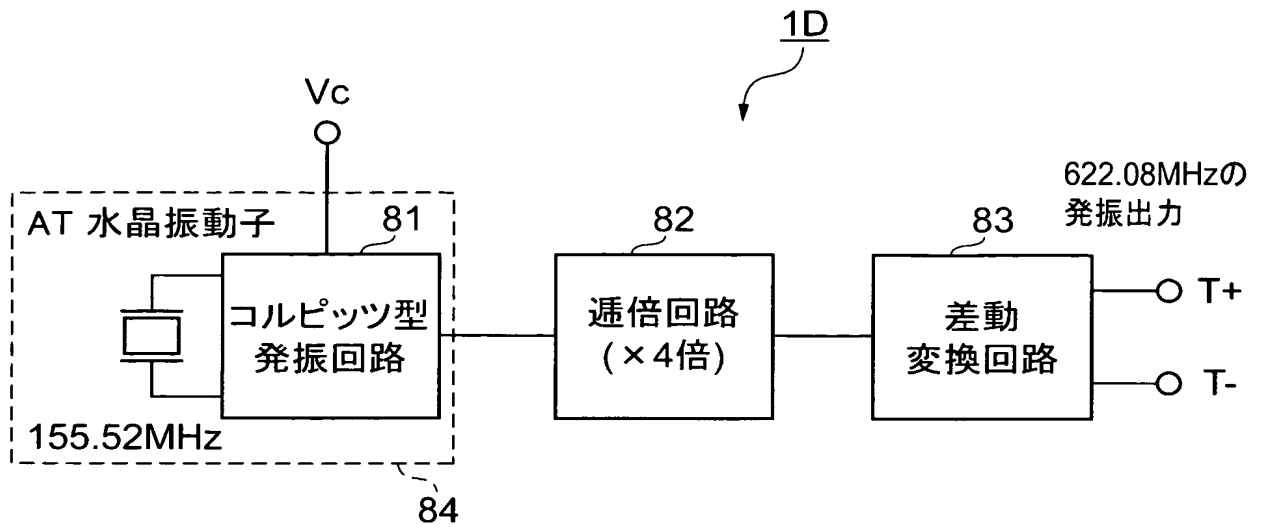 1D
Vc
622.08MHzの
発振出力
AT 水晶振動子
81
82
83
コルピッツ型
発振回路
逓倍回路
(×4倍)
差動
変換回路
T+
T-
155.52MHz
84